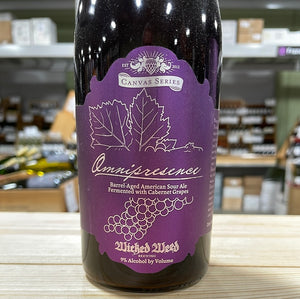 EST 2012
CANVAS SERIES
Omnipresence
Barrel-Aged American Sour Ale
Fermented with Cabernet Grapes
Wicked Weed
BREWING
9% Alcohol by Volume